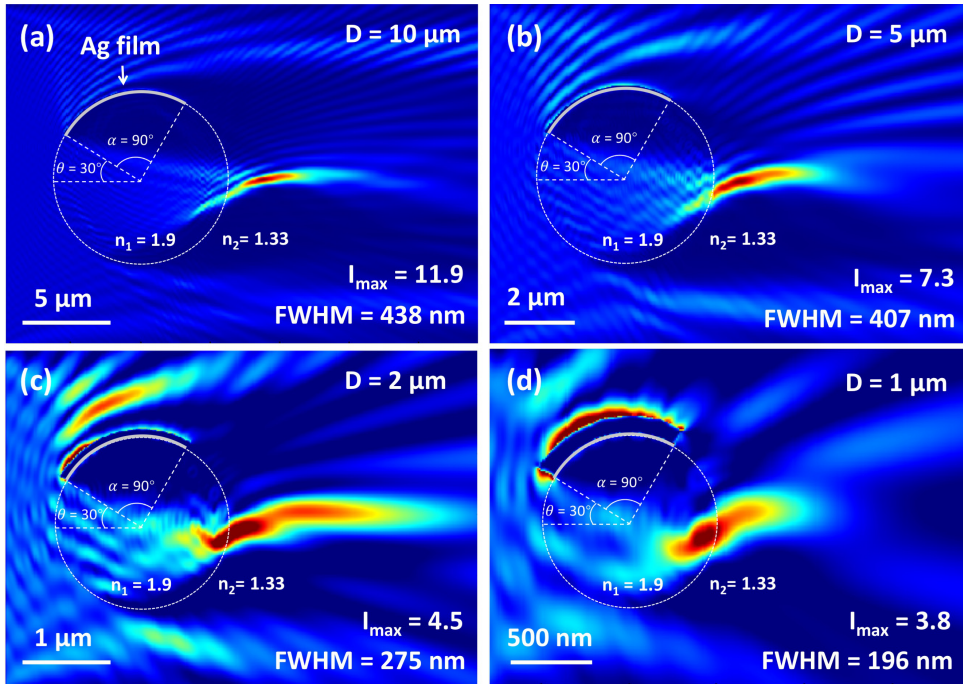 (a)
D = 10 μm
Ag film
α = 90°
θ = 30°
n₁ = 1.9
n₂= 1.33
5 μm
Iₘₐₓ = 11.9
FWHM = 438 nm
(b)
D = 5 μm
α = 90°
θ = 30°
n₁ = 1.9
n₂= 1.33
2 μm
Iₘₐₓ = 7.3
FWHM = 407 nm
(c)
D = 2 μm
α = 90°
θ = 30°
n₁ = 1.9
n₂= 1.33
1 μm
Iₘₐₓ = 4.5
FWHM = 275 nm
(d)
D = 1 μm
α = 90°
θ = 30°
n₁ = 1.9
n₂= 1.33
500 nm
Iₘₐₓ = 3.8
FWHM = 196 nm